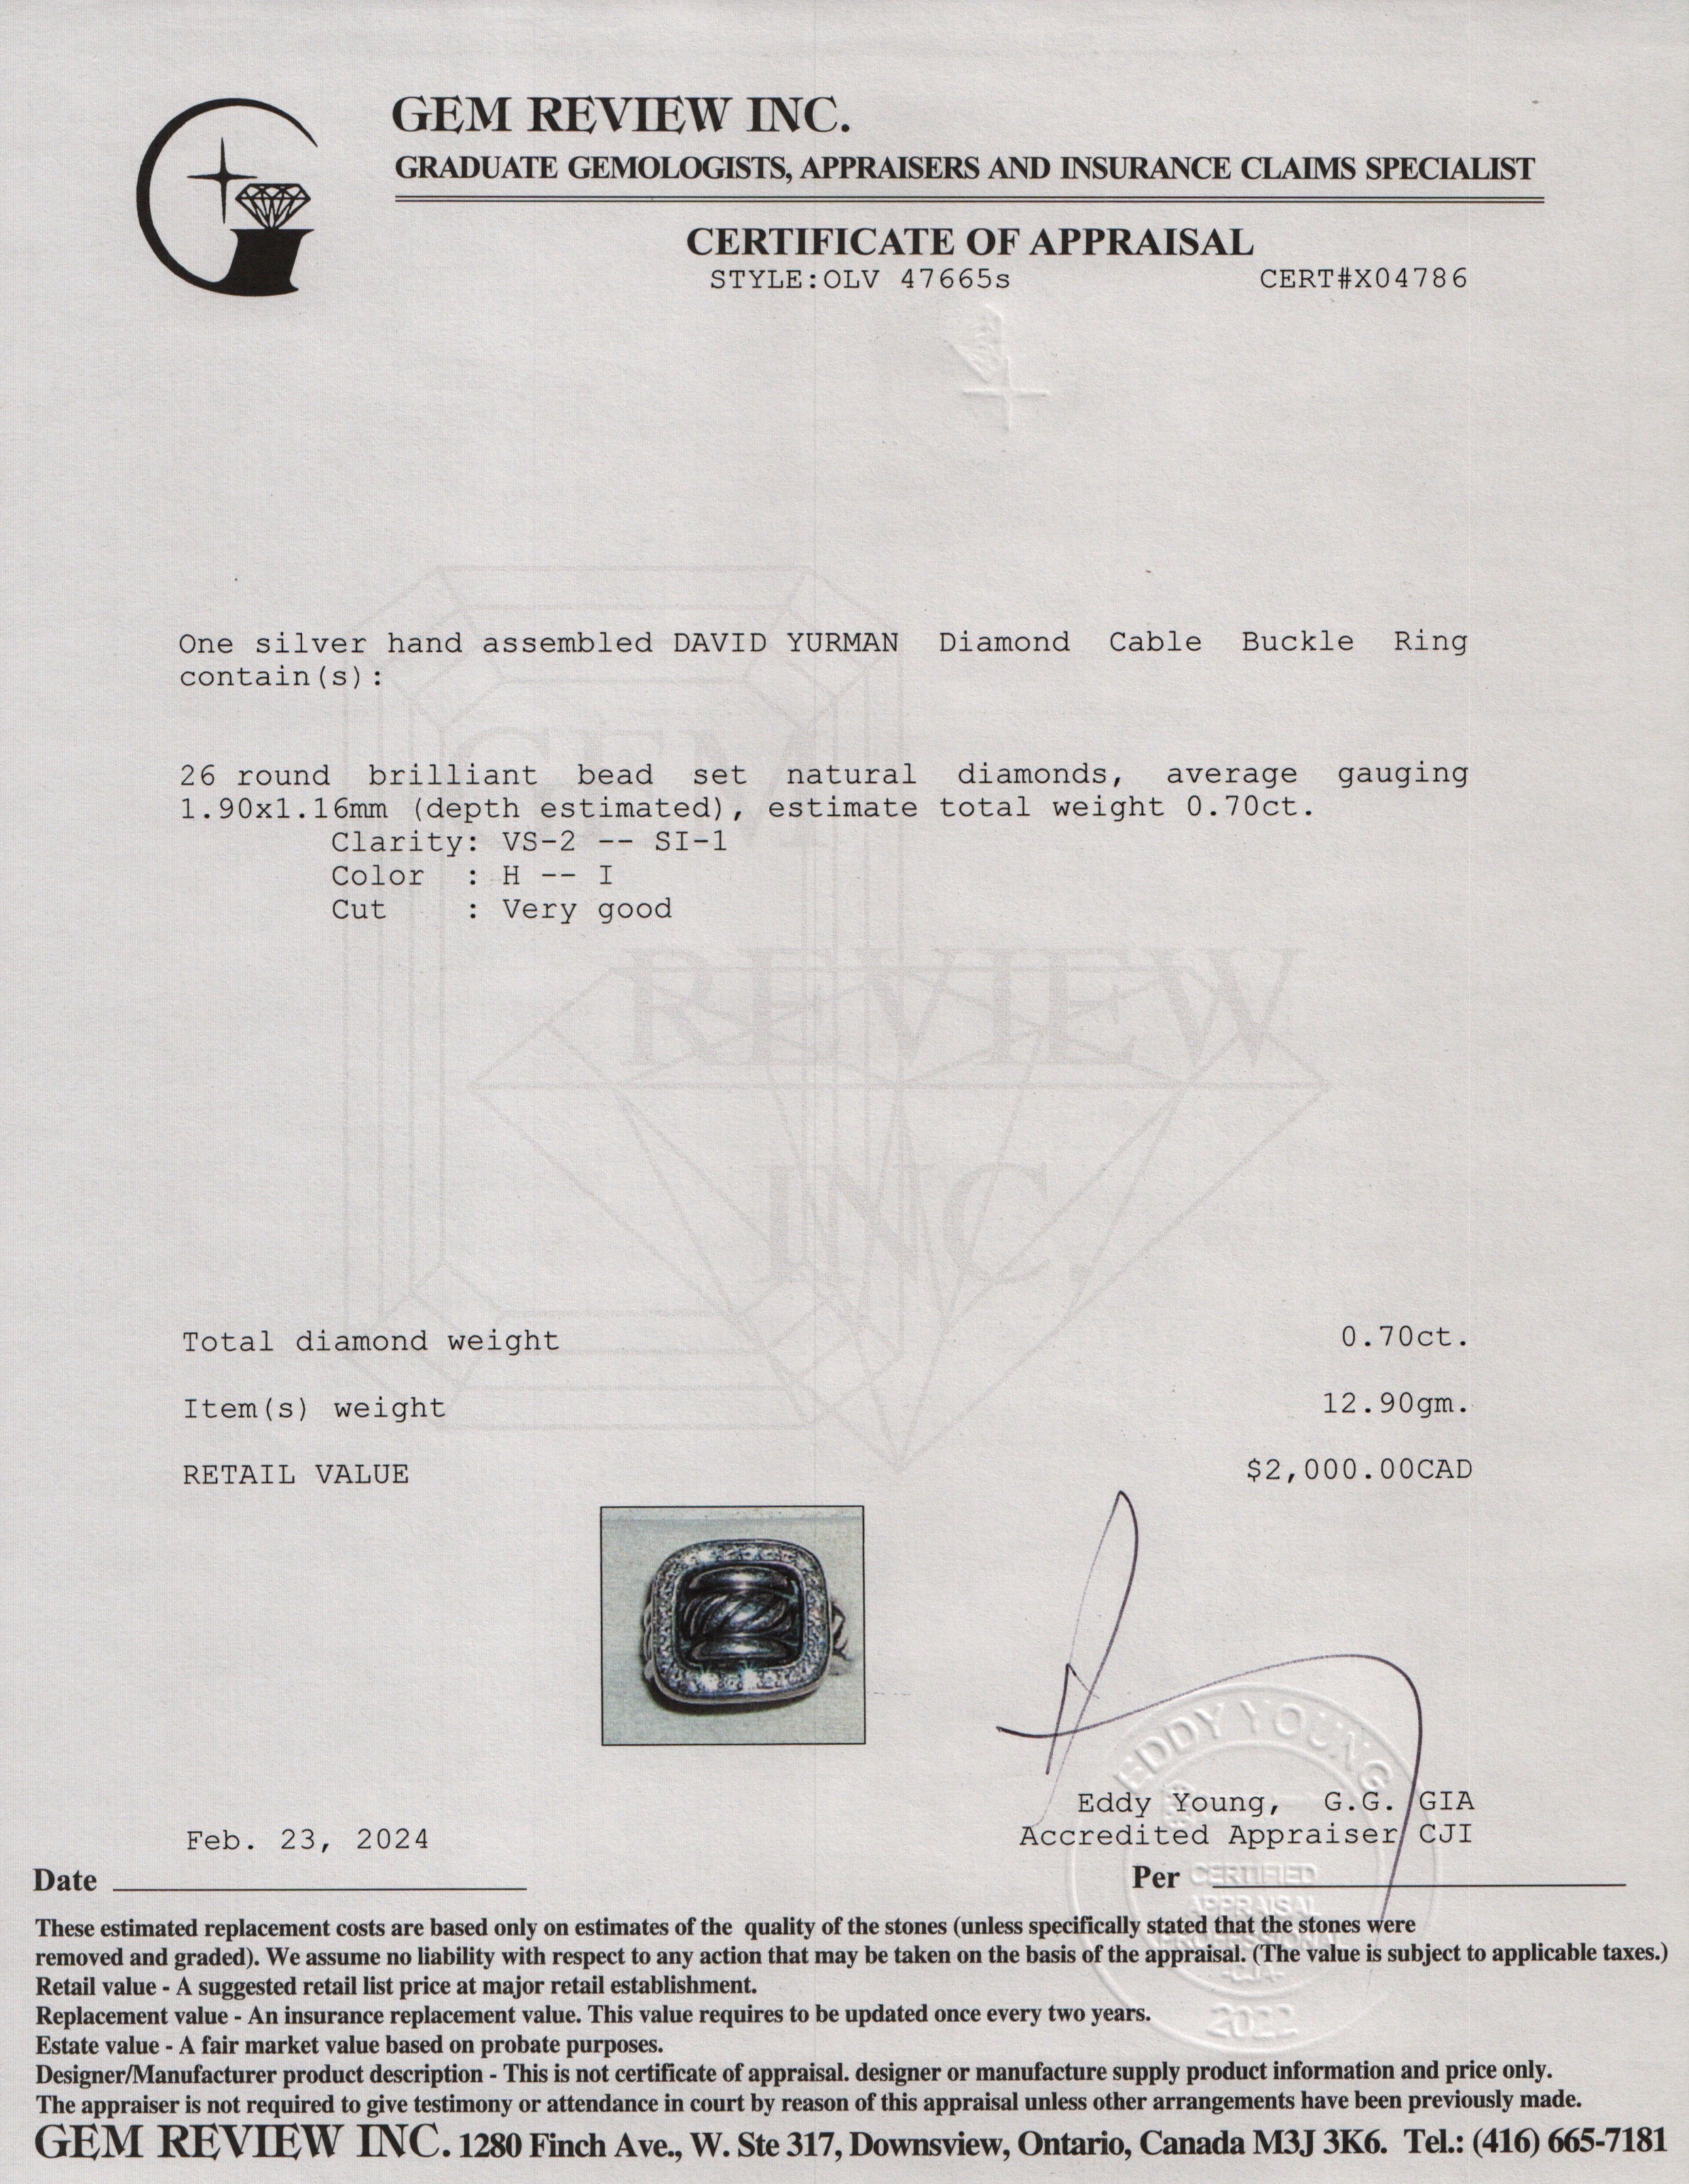 GEM REVIEW INC.
GRADUATE GEMOLOGISTS, APPRAISERS AND INSURANCE CLAIMS SPECIALIST
CERTIFICATE OF APPRAISAL
STYLE:OLV 47665s CERT#X04786
One silver hand assembled DAVID YURMAN Diamond Cable Buckle Ring
contain(s):
26 round brilliant bead set natural diamonds, average gauging
1.90x1.16mm (depth estimated), estimate total weight 0.70ct.
Clarity: VS-2 -- SI-1
Color : H -- I
Cut : Very good
GEM
REVIEW
INC.
Total diamond weight 0.70ct.
Item(s) weight 12.90gm.
RETAIL VALUE $2,000.00CAD
EDDY YOUNG
Eddy Young, G.G. GIA
Accredited Appraiser CJI
Feb. 23, 2024
Date
Per
CERTIFIED
APPRAISAL
PROFESSIONAL
2022
These estimated replacement costs are based only on estimates of the quality of the stones (unless specifically stated that the stones were
removed and graded). We assume no liability with respect to any action that may be taken on the basis of the appraisal. (The value is subject to applicable taxes.)
Retail value - A suggested retail list price at major retail establishment.
Replacement value - An insurance replacement value. This value requires to be updated once every two years.
Estate value - A fair market value based on probate purposes.
Designer/Manufacturer product description - This is not certificate of appraisal. designer or manufacture supply product information and price only.
The appraiser is not required to give testimony or attendance in court by reason of this appraisal unless other arrangements have been previously made.
GEM REVIEW INC. 1280 Finch Ave., W. Ste 317, Downsview, Ontario, Canada M3J 3K6. Tel.: (416) 665-7181